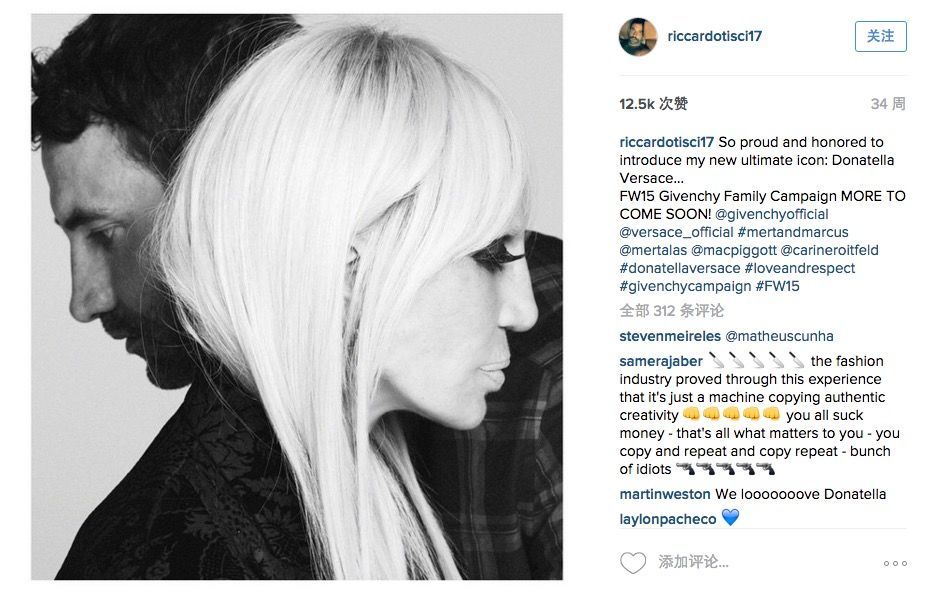 riccardotisci17
关注
12.5k 次赞
34 周
riccardotisci17 So proud and honored to
introduce my new ultimate icon: Donatella
Versace...
FW15 Givenchy Family Campaign MORE TO
COME SOON! @givenchyofficial
@versace_official #mertandmarcus
@mertalas @macpiggott @carineroitfeld
#donatellaversace #loveandrespect
#givenchycampaign #FW15
全部 312 条评论
stevenmeireles @matheuscunha
samerajaber 🔪🔪🔪🔪🔪 the fashion
industry proved through this experience
that it's just a machine copying authentic
creativity 👊👊👊👊👊 you all suck
money - that's all what matters to you - you
copy and repeat and copy repeat - bunch
of idiots 🔫🔫🔫🔫🔫
martinweston We looooooove Donatella
laylonpacheco 💙
添加评论...